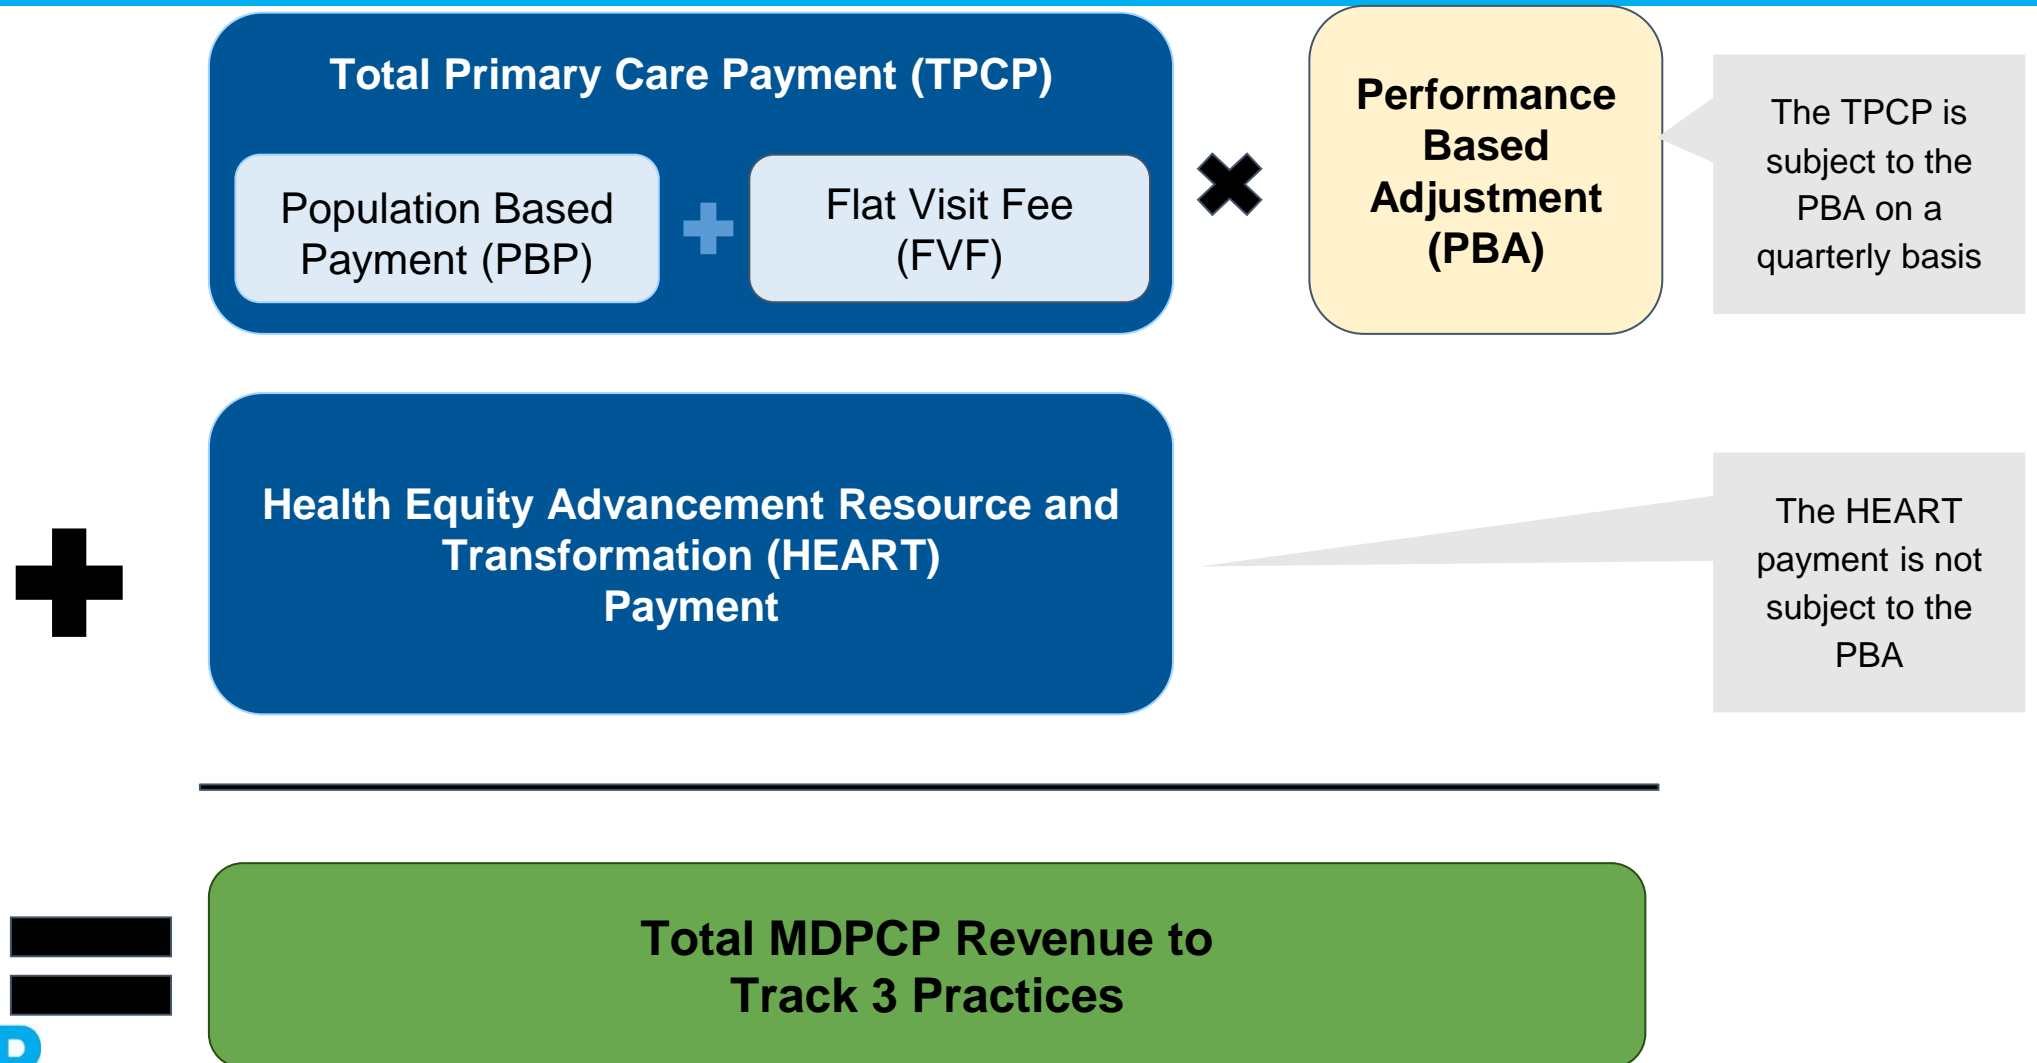 Total Primary Care Payment (TPCP)
Population Based
Payment (PBP)
Flat Visit Fee
(FVF)
Performance
Based
Adjustment
(PBA)
The TPCP is
subject to the
PBA on a
quarterly basis
Health Equity Advancement Resource and
Transformation (HEART)
Payment
The HEART
payment is not
subject to the
PBA
Total MDPCP Revenue to
Track 3 Practices